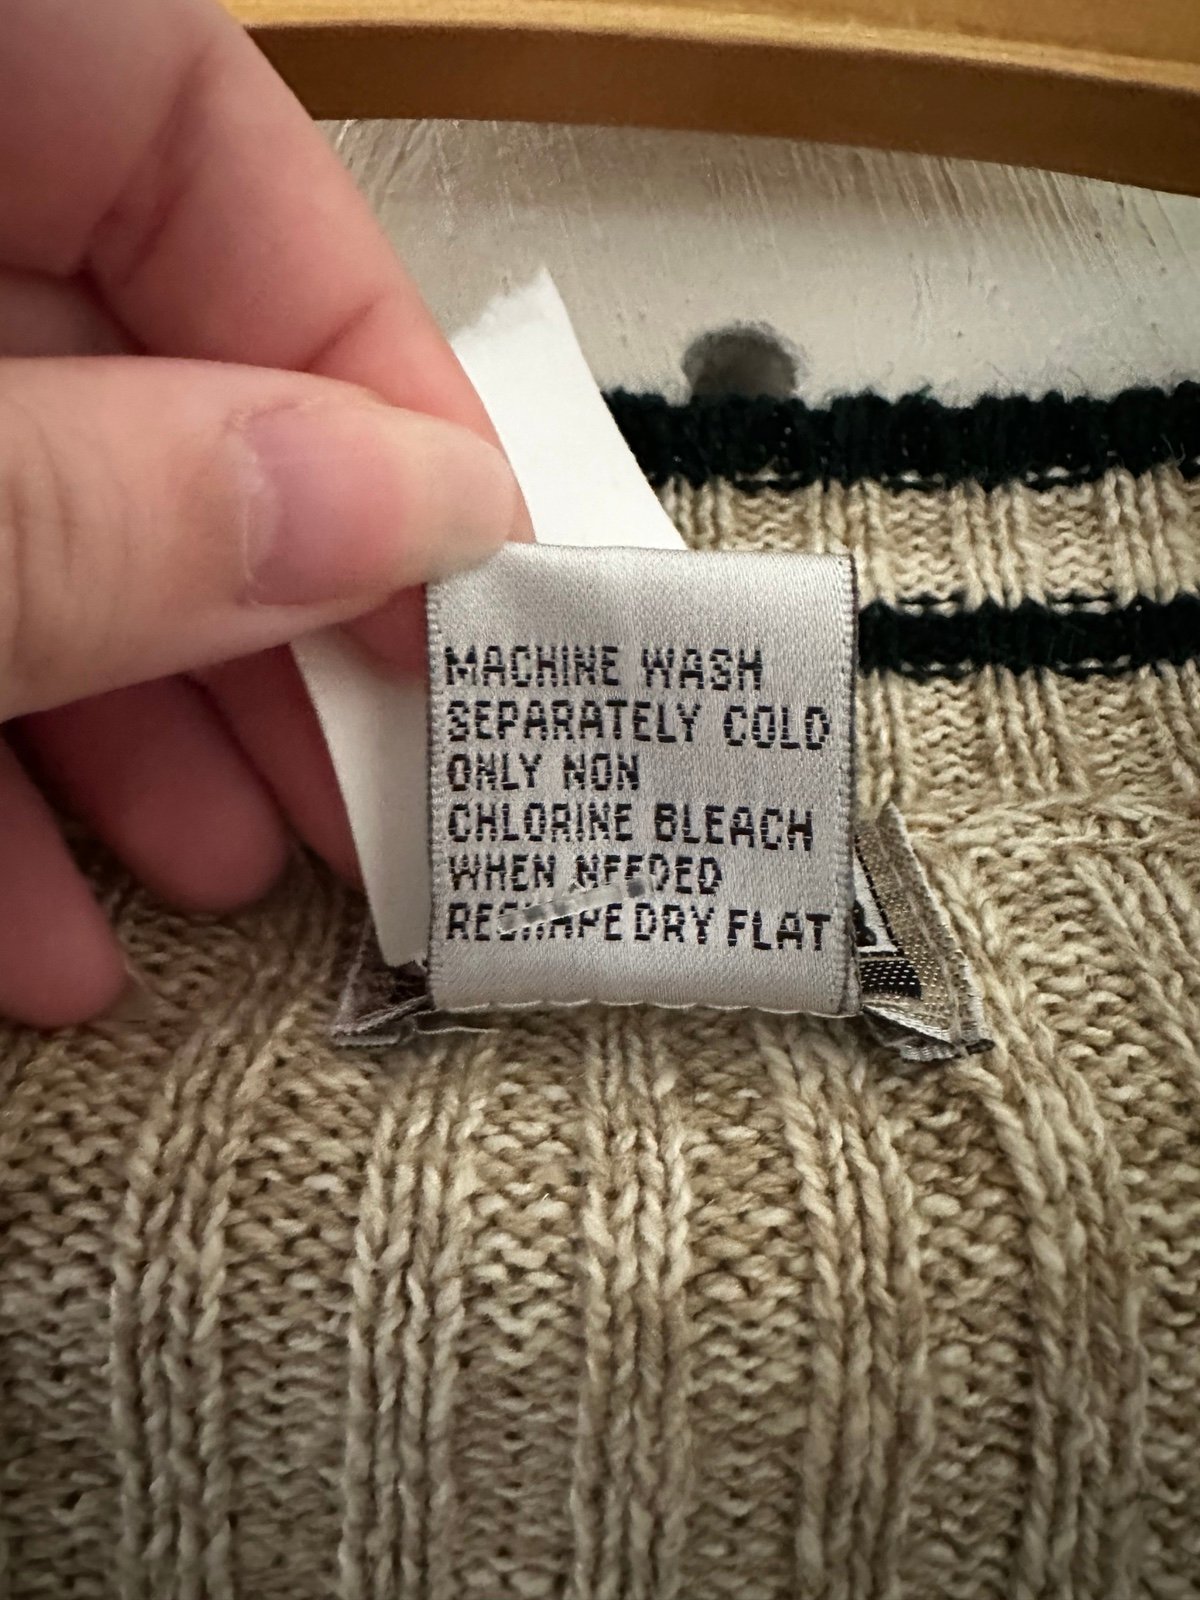 MACHINE WASH
SEPARATELY COLD
ONLY NON
CHLORINE BLEACH
WHEN NEEDED
RESHAPE DRY FLAT